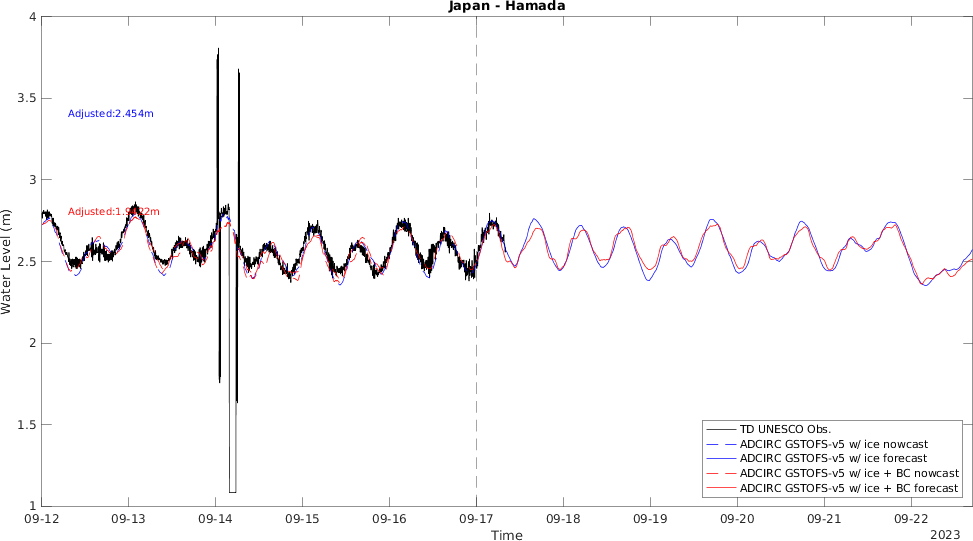 Japan - Hamada
4
3.5
3
2.5
2
1.5
1
Water Level (m)
Adjusted:2.454m
TD UNESCO Obs.
ADCIRC GSTOFS-v5 w/ ice nowcast
ADCIRC GSTOFS-v5 w/ ice forecast
ADCIRC GSTOFS-v5 w/ ice + BC nowcast
ADCIRC GSTOFS-v5 w/ ice + BC forecast
09-12 09-13 09-14 09-15 09-16 09-17 09-18 09-19 09-20 09-21 09-22
Time
2023